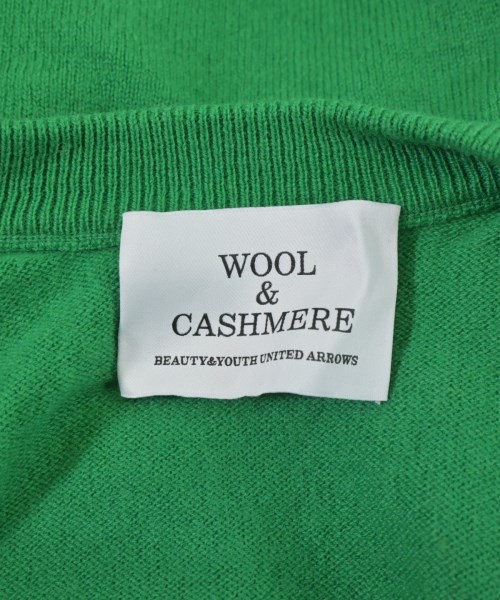 WOOL
&
CASHMERE
BEAUTY&YOUTH UNITED ARROWS